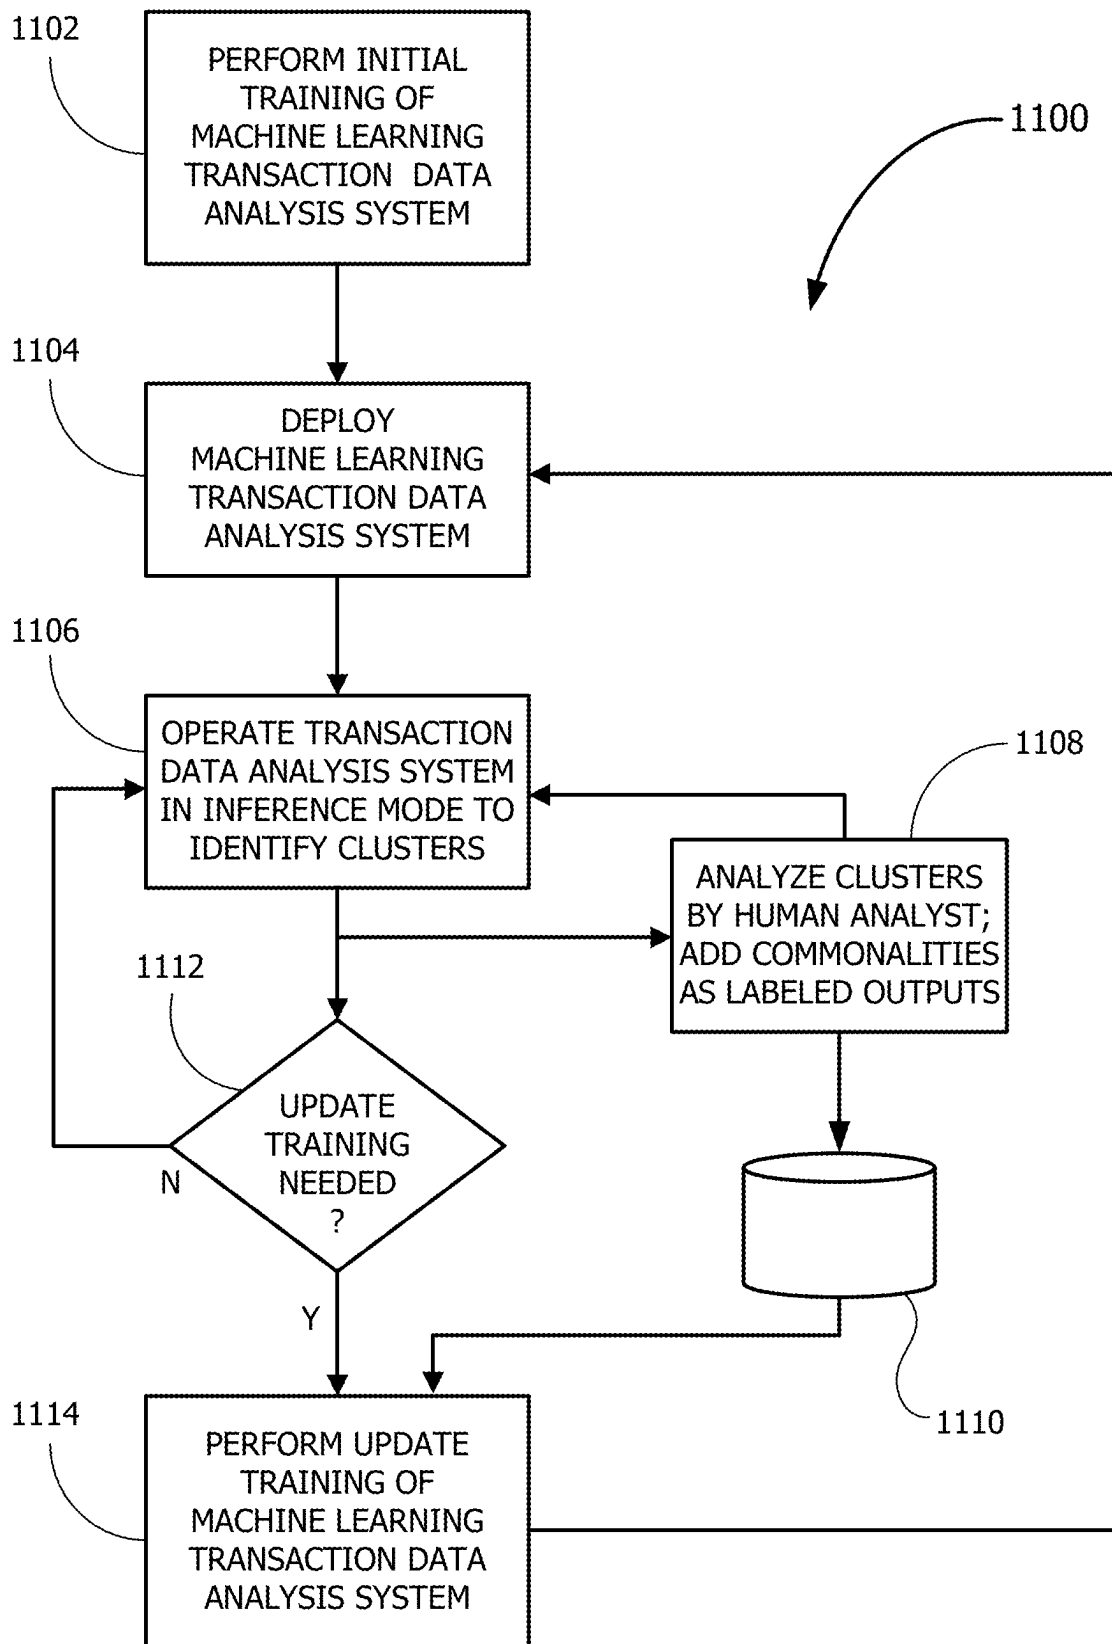 1102
PERFORM INITIAL
TRAINING OF
MACHINE LEARNING
TRANSACTION DATA
ANALYSIS SYSTEM
1100
1104
DEPLOY
MACHINE LEARNING
TRANSACTION DATA
ANALYSIS SYSTEM
1106
OPERATE TRANSACTION
DATA ANALYSIS SYSTEM
IN INFERENCE MODE TO
IDENTIFY CLUSTERS
1108
ANALYZE CLUSTERS
BY HUMAN ANALYST;
ADD COMMONALITIES
AS LABELED OUTPUTS
1112
UPDATE
TRAINING
NEEDED
?
N
Y
1110
1114
PERFORM UPDATE
TRAINING OF
MACHINE LEARNING
TRANSACTION DATA
ANALYSIS SYSTEM